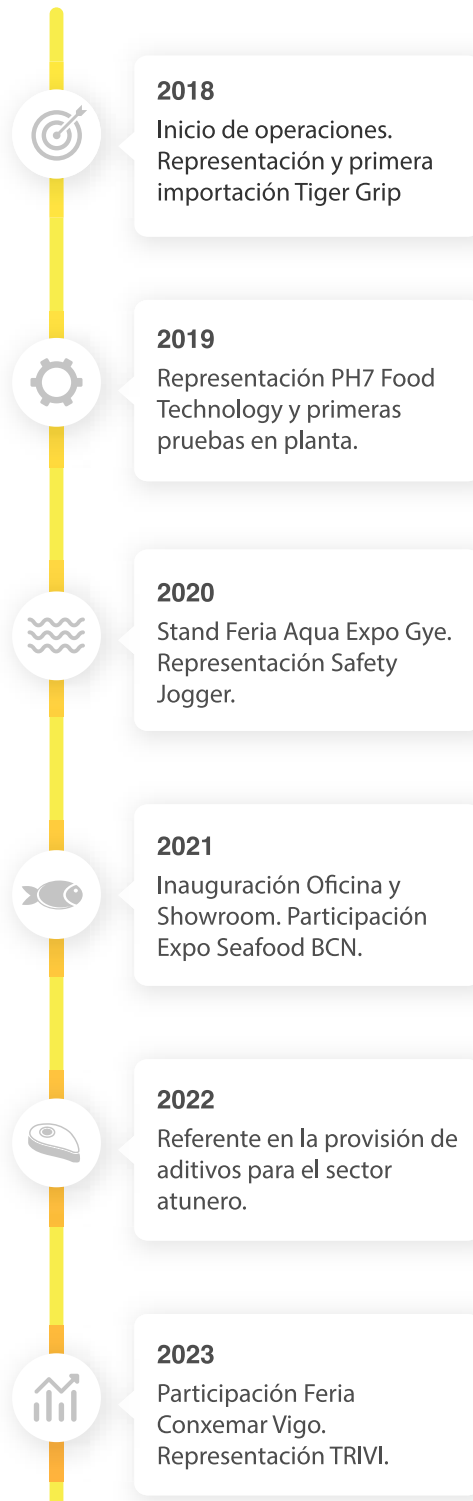 2018
Inicio de operaciones.
Representación y primera
importación Tiger Grip
2019
Representación PH7 Food
Technology y primeras
pruebas en planta.
2020
Stand Feria Aqua Expo Gye.
Representación Safety
Jogger.
2021
Inauguración Oficina y
Showroom. Participación
Expo Seafood BCN.
2022
Referente en la provisión de
aditivos para el sector
atunero.
2023
Participación Feria
Conxemar Vigo.
Representación TRIVI.